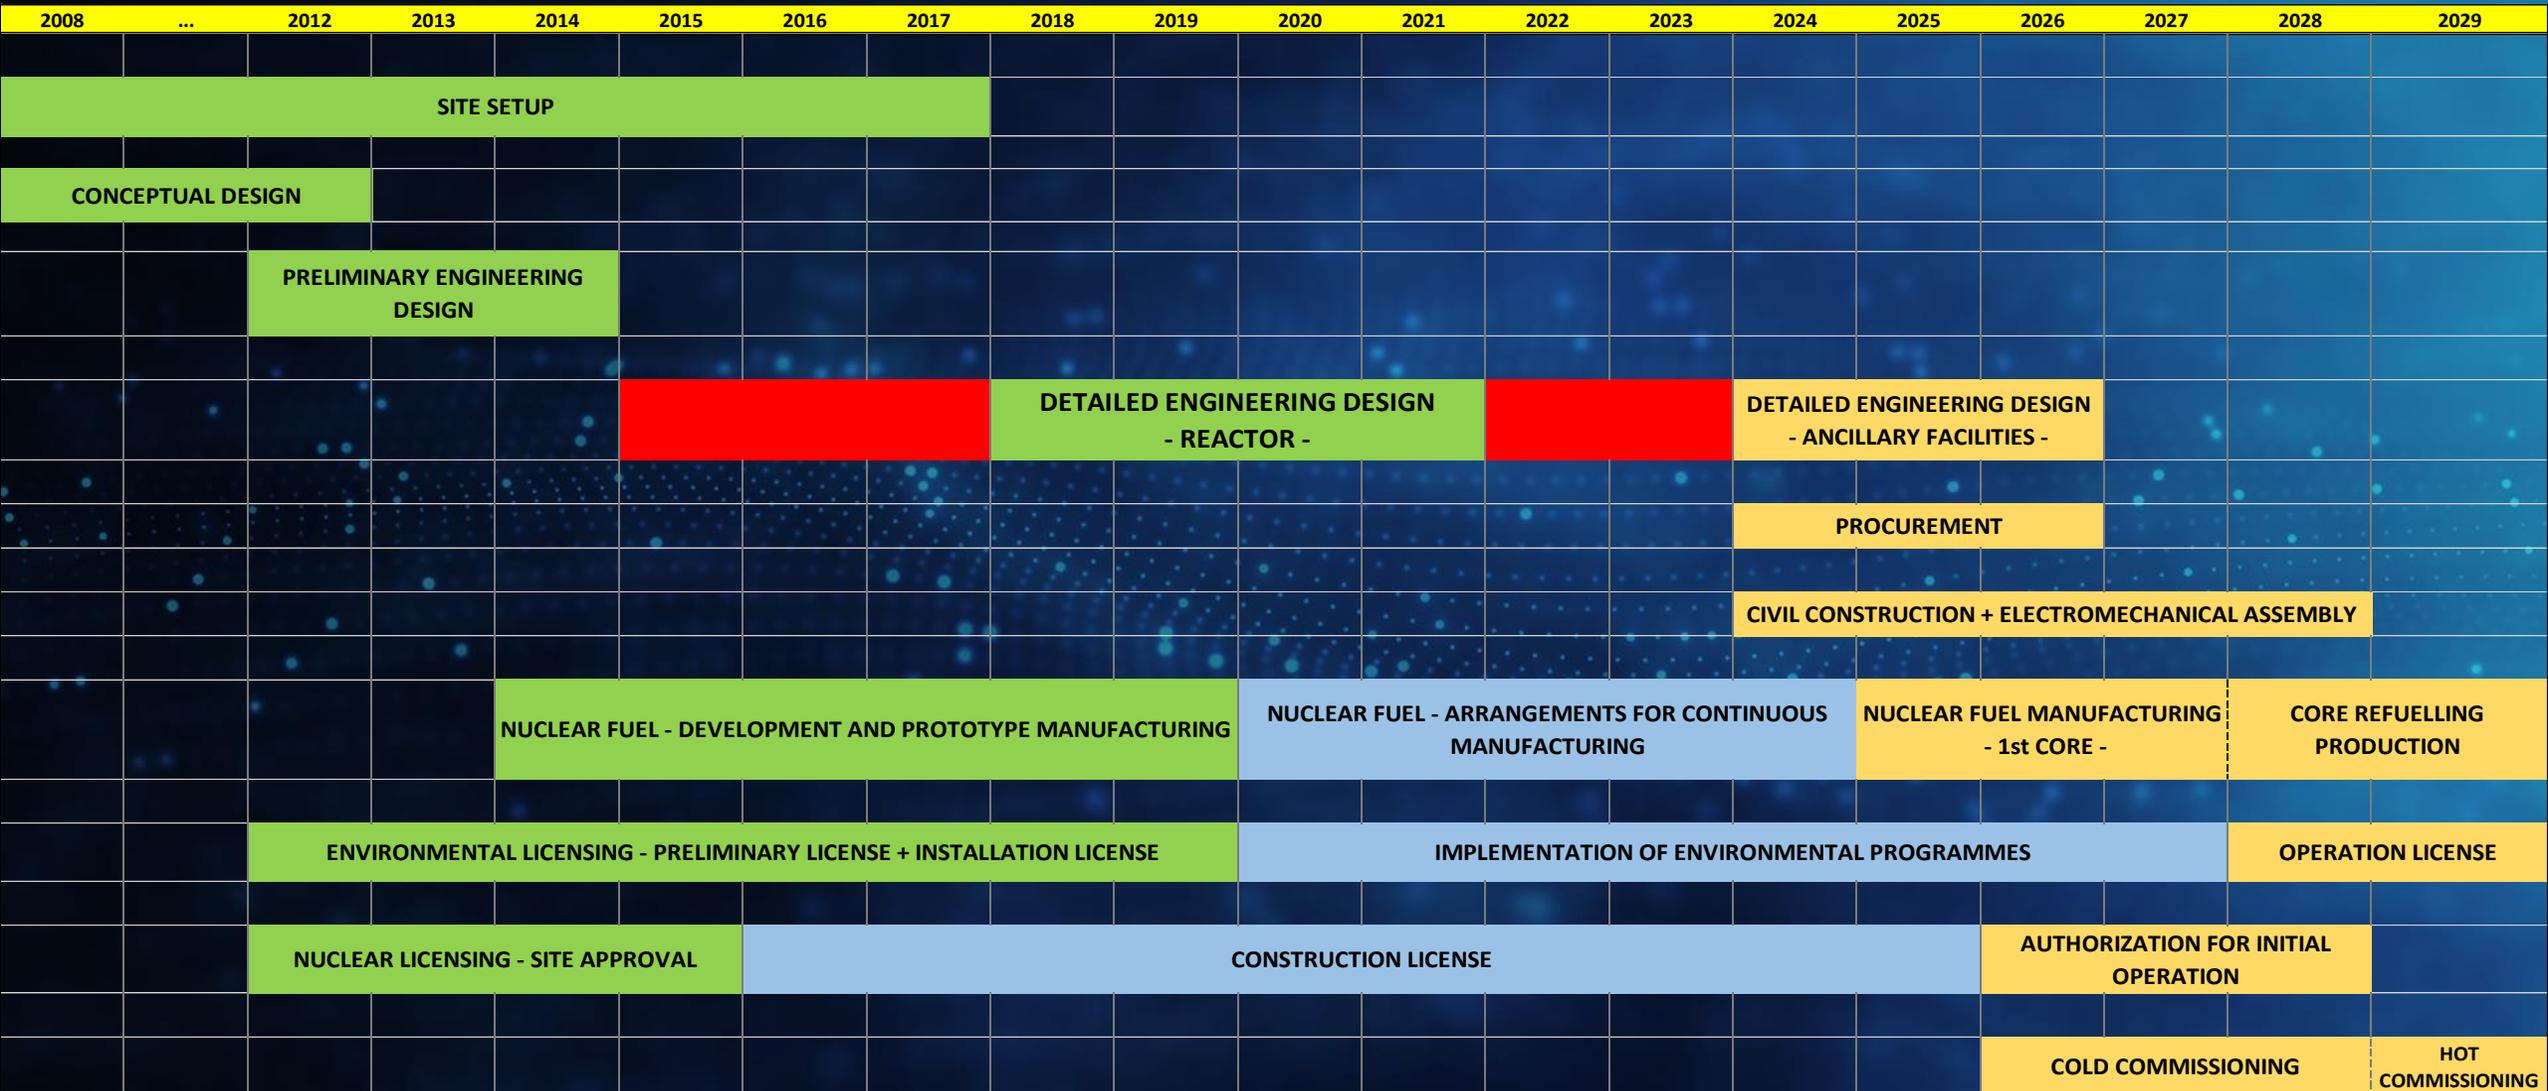 2008 ... 2012 2013 2014 2015 2016 2017 2018 2019 2020 2021 2022 2023 2024 2025 2026 2027 2028 2029
SITE SETUP
CONCEPTUAL DESIGN
PRELIMINARY ENGINEERING
DESIGN
DETAILED ENGINEERING DESIGN
- REACTOR -
DETAILED ENGINEERING DESIGN
- ANCILLARY FACILITIES -
PROCUREMENT
CIVIL CONSTRUCTION + ELECTROMECHANICAL ASSEMBLY
NUCLEAR FUEL - DEVELOPMENT AND PROTOTYPE MANUFACTURING
NUCLEAR FUEL - ARRANGEMENTS FOR CONTINUOUS
MANUFACTURING
NUCLEAR FUEL MANUFACTURING
- 1st CORE -
CORE REFUELLING
PRODUCTION
ENVIRONMENTAL LICENSING - PRELIMINARY LICENSE + INSTALLATION LICENSE
IMPLEMENTATION OF ENVIRONMENTAL PROGRAMMES
OPERATION LICENSE
NUCLEAR LICENSING - SITE APPROVAL
CONSTRUCTION LICENSE
AUTHORIZATION FOR INITIAL
OPERATION
COLD COMMISSIONING
HOT
COMMISSIONING